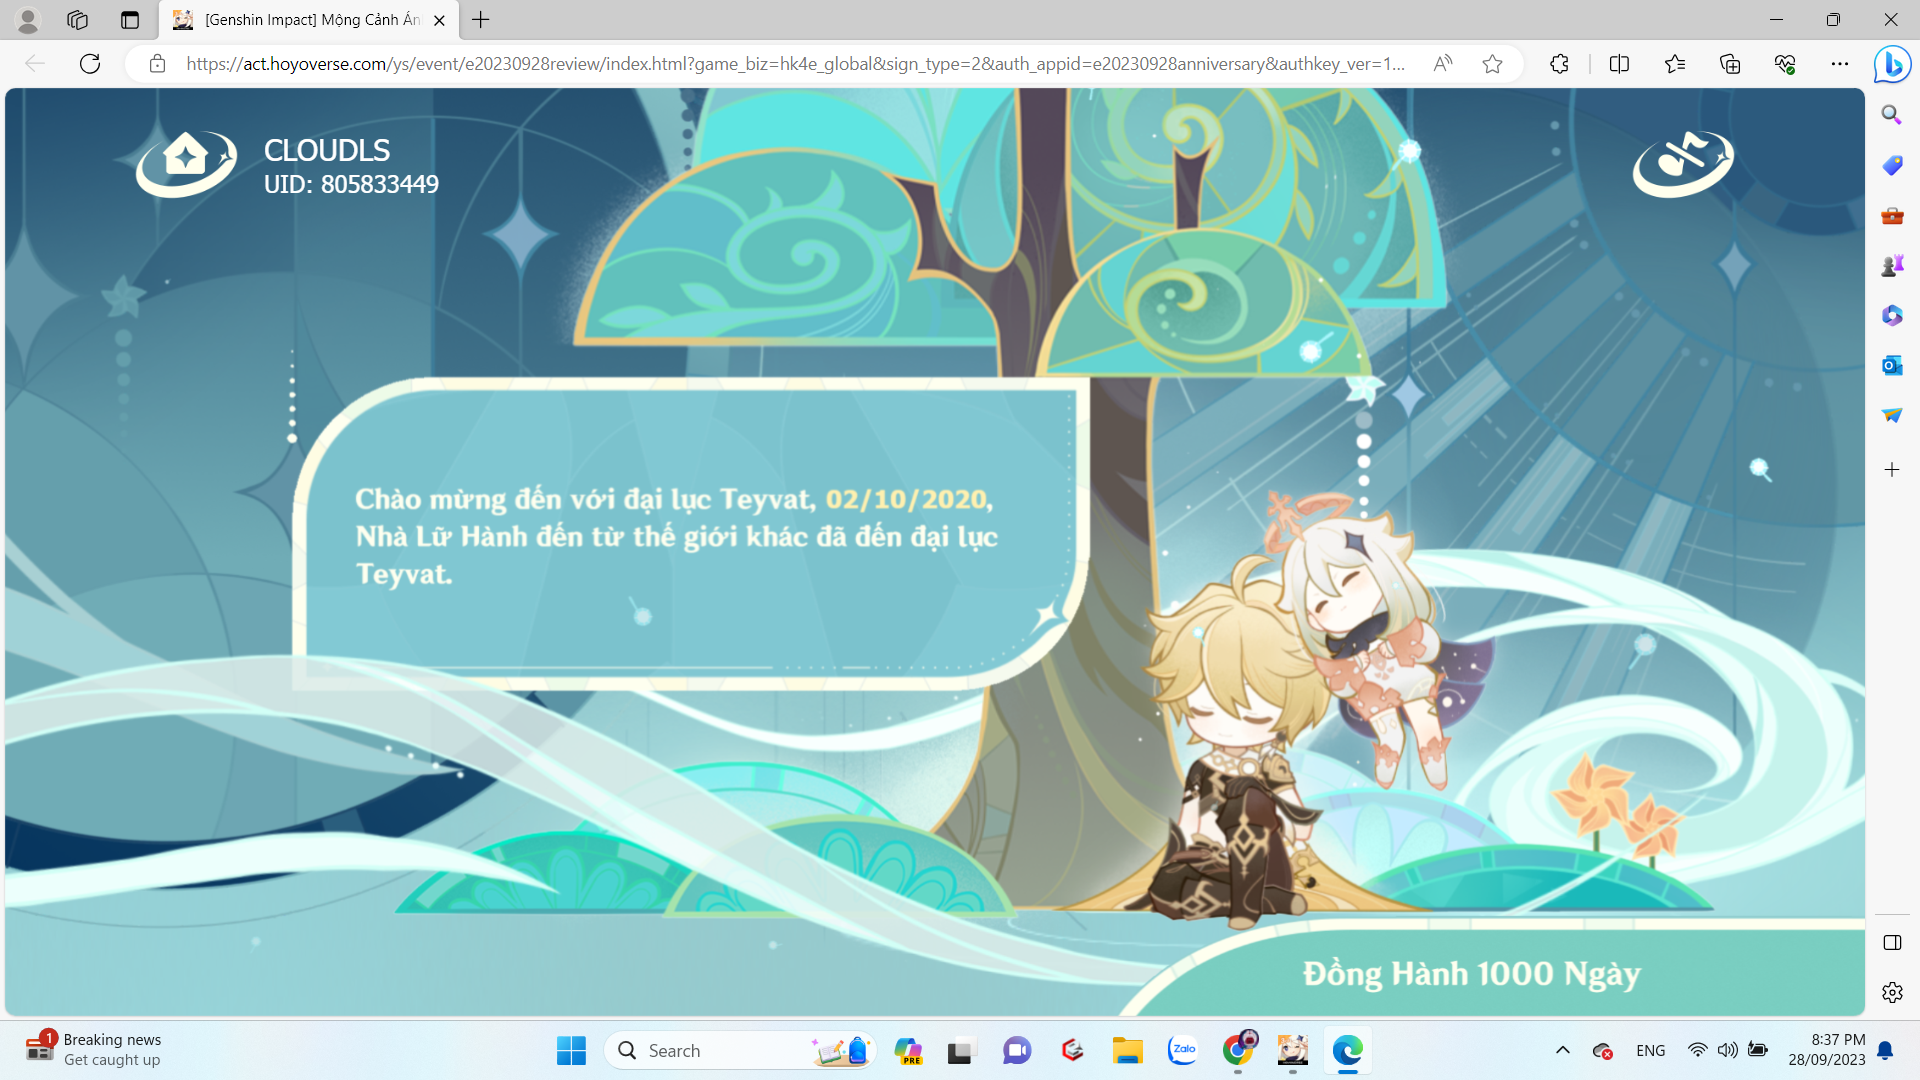 [Genshin Impact] Mộng Cảnh Án
https://act.hoyoverse.com/ys/event/e20230928review/index.html?game_biz=hk4e_global&sign_type=2&auth_appid=e20230928anniversary&authkey_ver=1...
CLOUDLS
UID: 805833449
Chào mừng đến với đại lục Teyvat, 02/10/2020,
Nhà Lữ Hành đến từ thế giới khác đã đến đại lục
Teyvat.
Đồng Hành 1000 Ngày
1
Breaking news
Get caught up
Search
PRE
Zalo
ENG
8:37 PM
28/09/2023